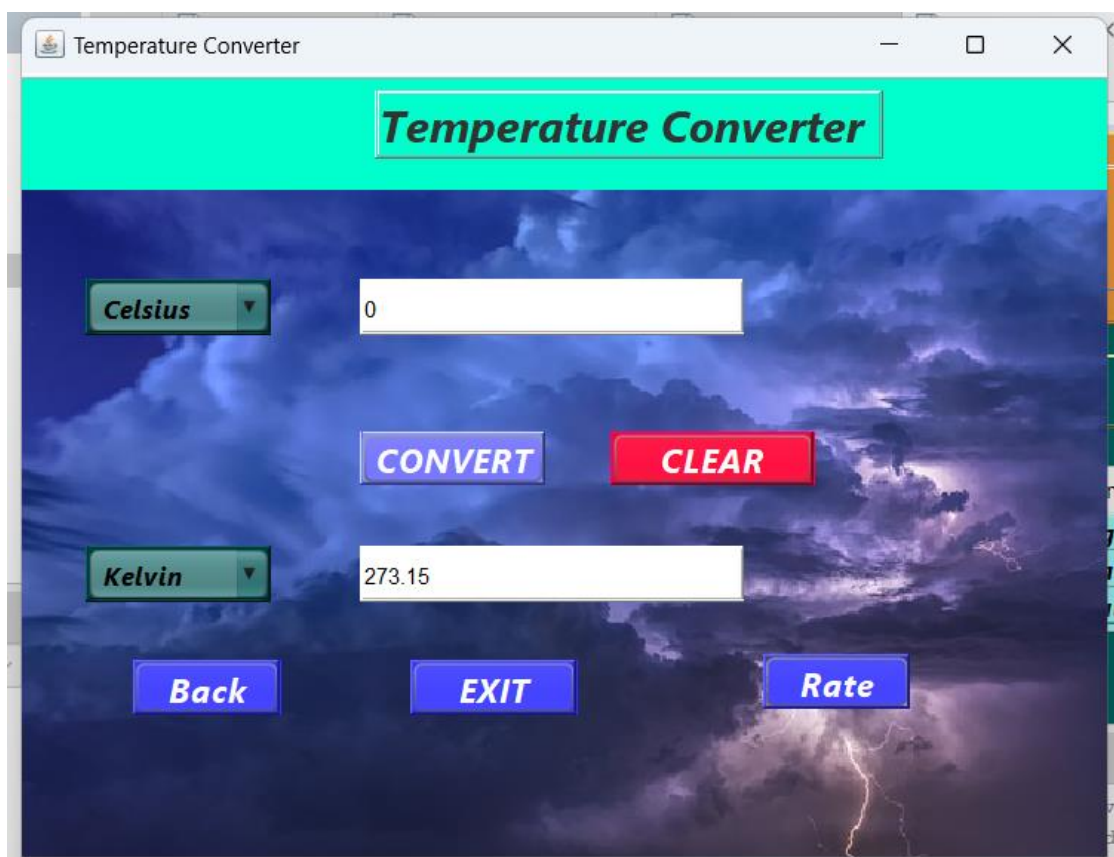 Temperature Converter
Temperature Converter
Celsius
0
CONVERT CLEAR
Kelvin
273.15
Back EXIT Rate